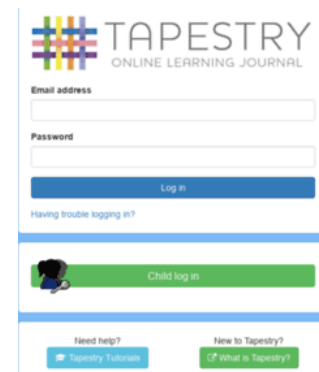 TAPESTRY
ONLINE LEARNING JOURNAL
Email address
Password
Log in
Having trouble logging in?
Child log in
Need help?
Tapestry Tutorials
New to Tapestry?
What is Tapestry?